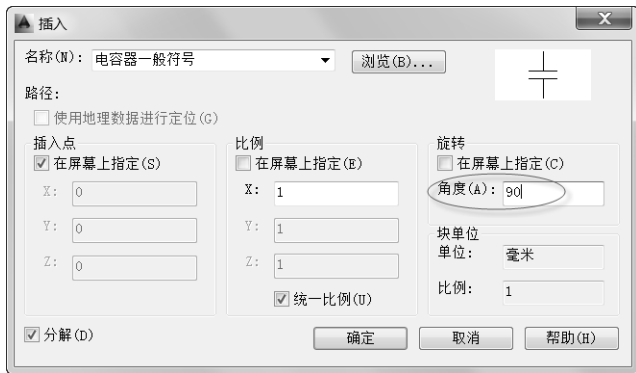 插入
名称(N): 电容器一般符号 浏览(B)...
路径:
使用地理数据进行定位(G)
插入点 比例 旋转
在屏幕上指定(S) 在屏幕上指定(E) 在屏幕上指定(C)
X: 0 X: 1 角度(A): 90
Y: 0 Y: 1 块单位
单位: 毫米
Z: 0 Z: 1
比例: 1
统一比例(U)
分解(D) 确定 取消 帮助(H)